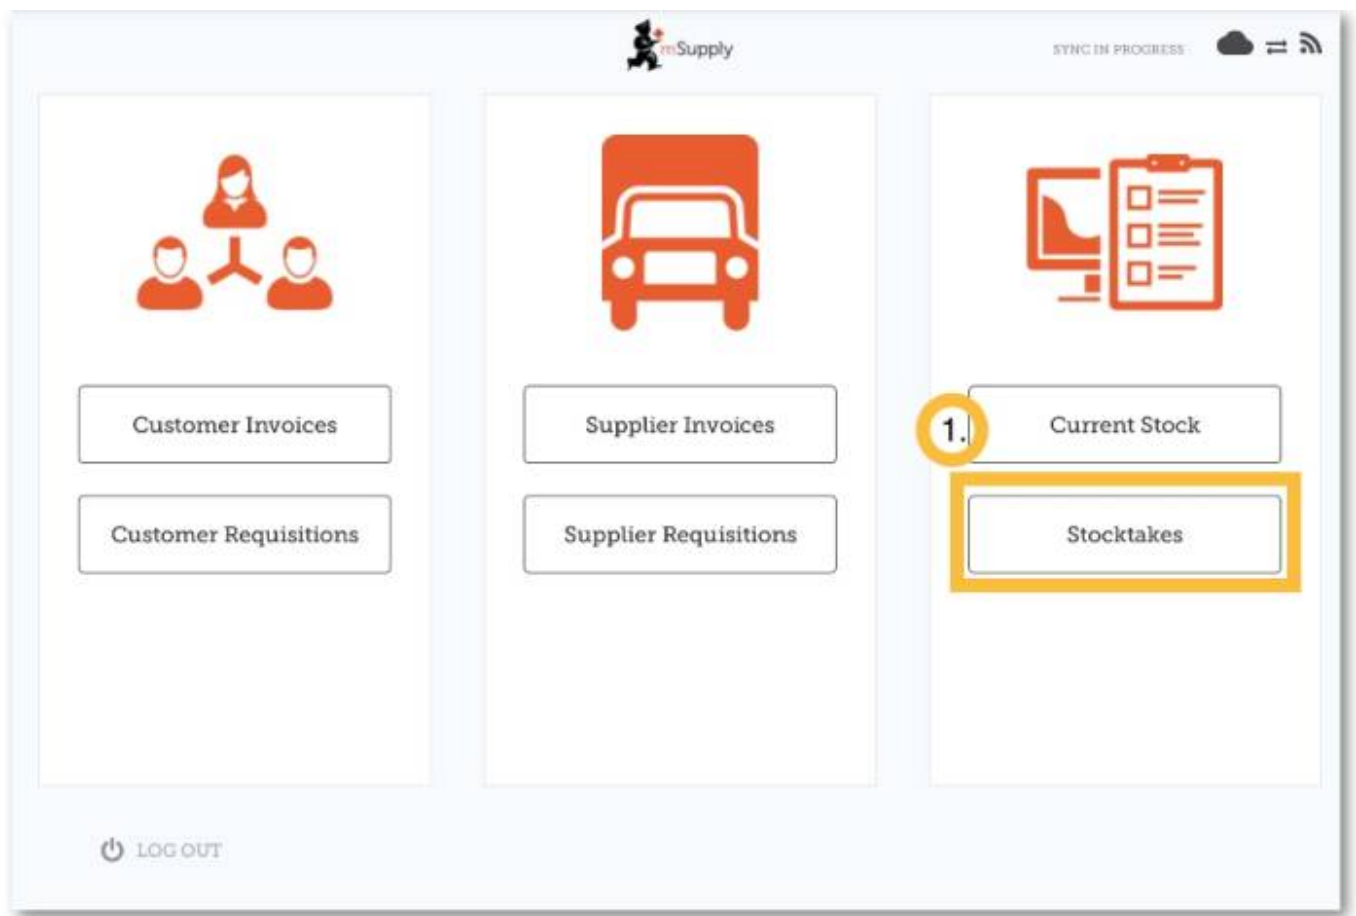 mSupply
SYNC IN PROGRESS
Customer Invoices
Customer Requisitions
Supplier Invoices
Supplier Requisitions
1.
Current Stock
Stocktakes
LOG OUT